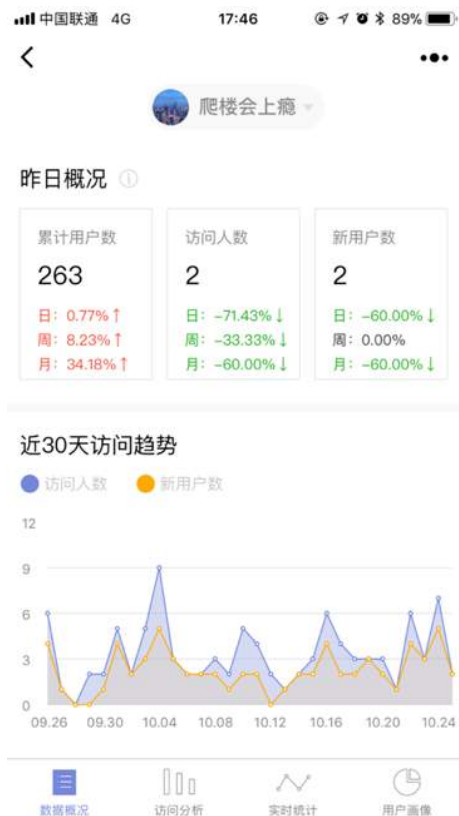 中国联通 4G 17:46 89%
爬楼会上瘾
昨日概况
累计用户数 访问人数 新用户数
263 2 2
日: 0.77%↑ 日: -71.43%↓ 日: -60.00%↓
周: 8.23%↑ 周: -33.33%↓ 周: 0.00%
月: 34.18%↑ 月: -60.00%↓ 月: -60.00%↓
近30天访问趋势
访问人数 新用户数
12
9
6
3
0
09.26 09.30 10.04 10.08 10.12 10.16 10.20 10.24
数据概况 访问分析 实时统计 用户画像